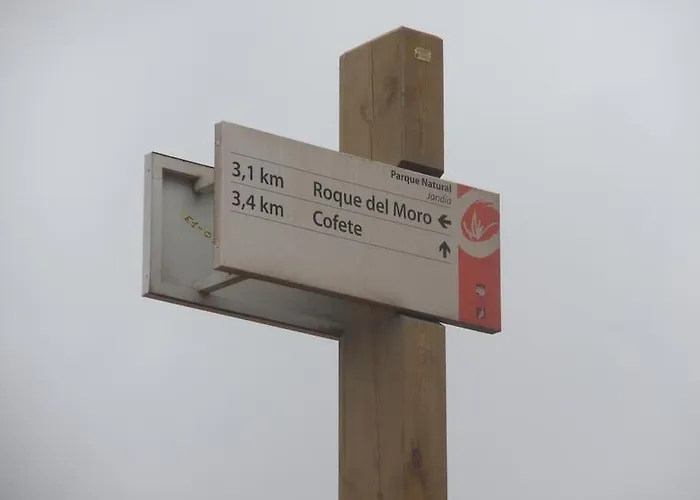 Parque Natural
Jandía
3,1 km Roque del Moro ←
3,4 km Cofete ↑